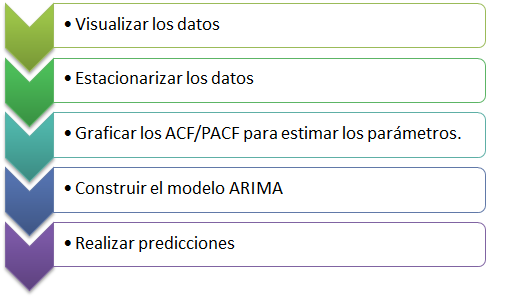 • Visualizar los datos
• Estacionarizar los datos
• Graficar los ACF/PACF para estimar los parámetros.
• Construir el modelo ARIMA
• Realizar predicciones